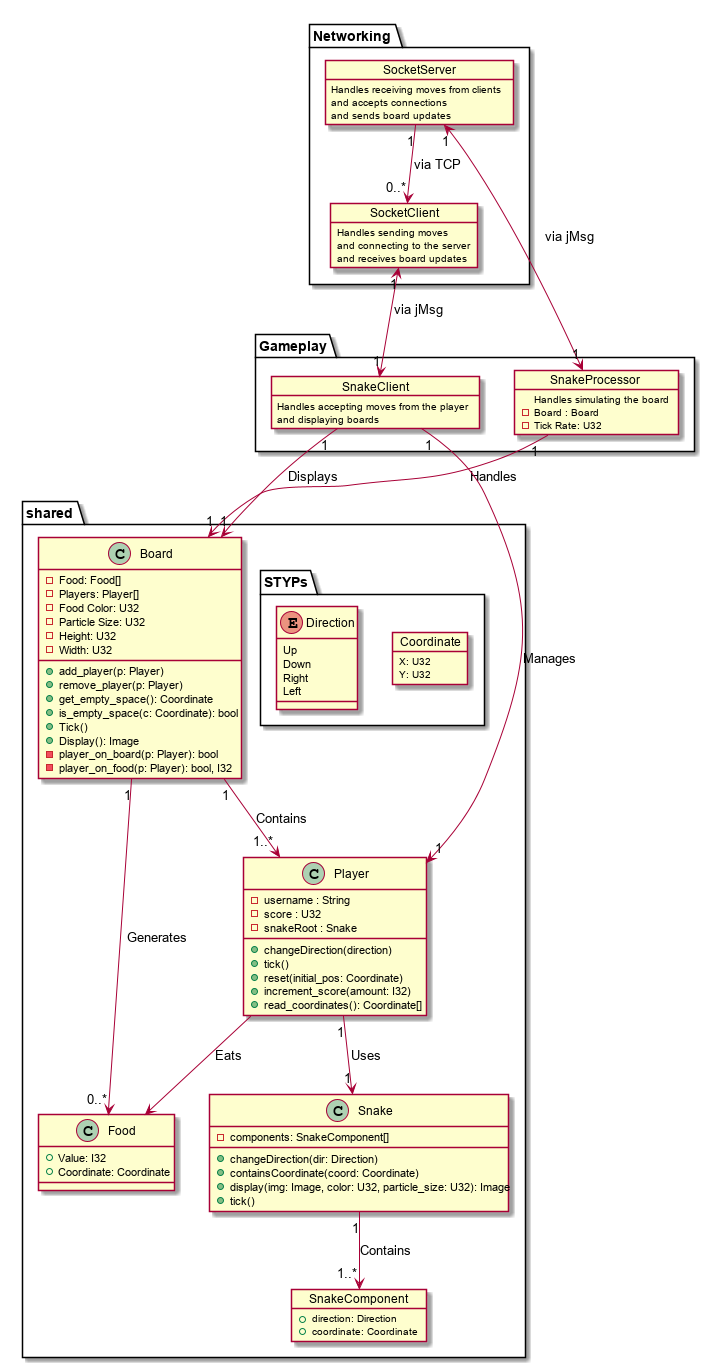 Networking
SocketServer
Handles receiving moves from clients
and accepts connections
and sends board updates
1
1
via TCP
0..*
SocketClient
Handles sending moves
and connecting to the server
and receives board updates
via jMsg
1
via jMsg
1
1
Gameplay
SnakeClient
Handles accepting moves from the player
and displaying boards
SnakeProcessor
Handles simulating the board
Board : Board
Tick Rate: U32
1
1
1
Displays
Handles
1
1
shared
C Board
Food: Food[]
Players: Player[]
Food Color: U32
Particle Size: U32
Height: U32
Width: U32
add_player(p: Player)
remove_player(p: Player)
get_empty_space(): Coordinate
is_empty_space(c: Coordinate): bool
Tick()
Display(): Image
player_on_board(p: Player): bool
player_on_food(p: Player): bool, I32
STYPs
E Direction
Up
Down
Right
Left
Coordinate
X: U32
Y: U32
Manages
1
1
Contains
1..*
1
C Player
username : String
score : U32
snakeRoot : Snake
changeDirection(direction)
tick()
reset(initial_pos: Coordinate)
increment_score(amount: I32)
read_coordinates(): Coordinate[]
Generates
1
Eats
Uses
0..*
1
C Food
Value: I32
Coordinate: Coordinate
C Snake
components: SnakeComponent[]
changeDirection(dir: Direction)
containsCoordinate(coord: Coordinate)
display(img: Image, color: U32, particle_size: U32): Image
tick()
1
Contains
1..*
SnakeComponent
direction: Direction
coordinate: Coordinate